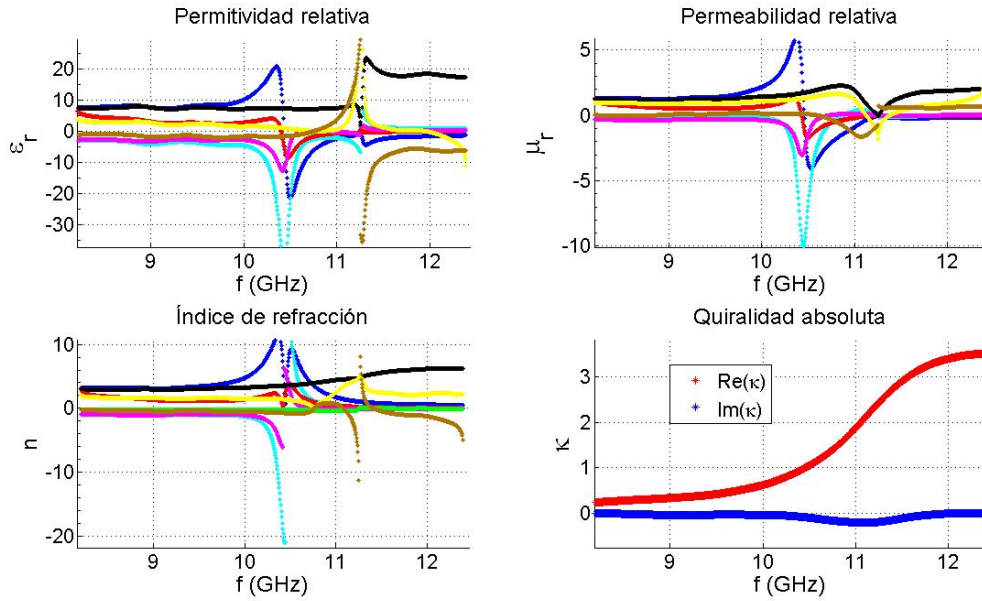 Permitividad relativa
εr
20
10
0
-10
-20
-30
9
10
11
12
f (GHz)
Permeabilidad relativa
μr
5
0
-5
-10
9
10
11
12
f (GHz)
Índice de refracción
n
10
0
-10
-20
9
10
11
12
f (GHz)
Quiralidad absoluta
κ
3
2
1
0
Re(κ)
Im(κ)
9
10
11
12
f (GHz)